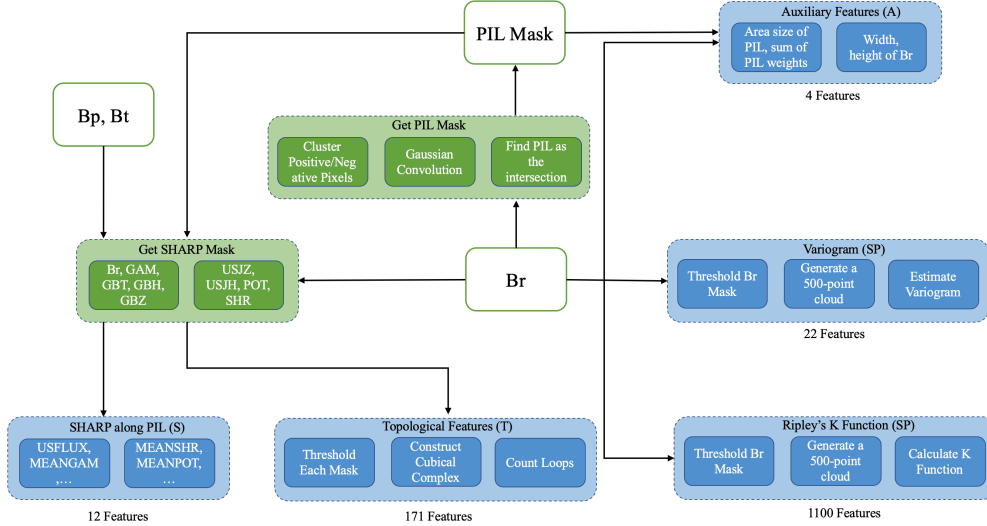 PIL Mask
Auxiliary Features (A)
Area size of
PIL, sum of
PIL weights
Width,
height of Br
4 Features
Bp, Bt
Get PIL Mask
Cluster
Positive/Neg
ative Pixels
Gaussian
Convolution
Find PIL as
the
intersection
Get SHARP Mask
Br, GAM,
GBT, GBH,
GBZ
USJZ,
USJH, POT,
SHR
Br
Variogram (SP)
Threshold Br
Mask
Generate a
500-point
cloud
Estimate
Variogram
22 Features
SHARP along PIL (S)
USFLUX,
MEANGAM
,…
MEANSHR,
MEANPOT,
…
12 Features
Topological Features (T)
Threshold
Each Mask
Construct
Cubical
Complex
Count Loops
171 Features
Ripley’s K Function (SP)
Threshold Br
Mask
Generate a
500-point
cloud
Calculate K
Function
1100 Features